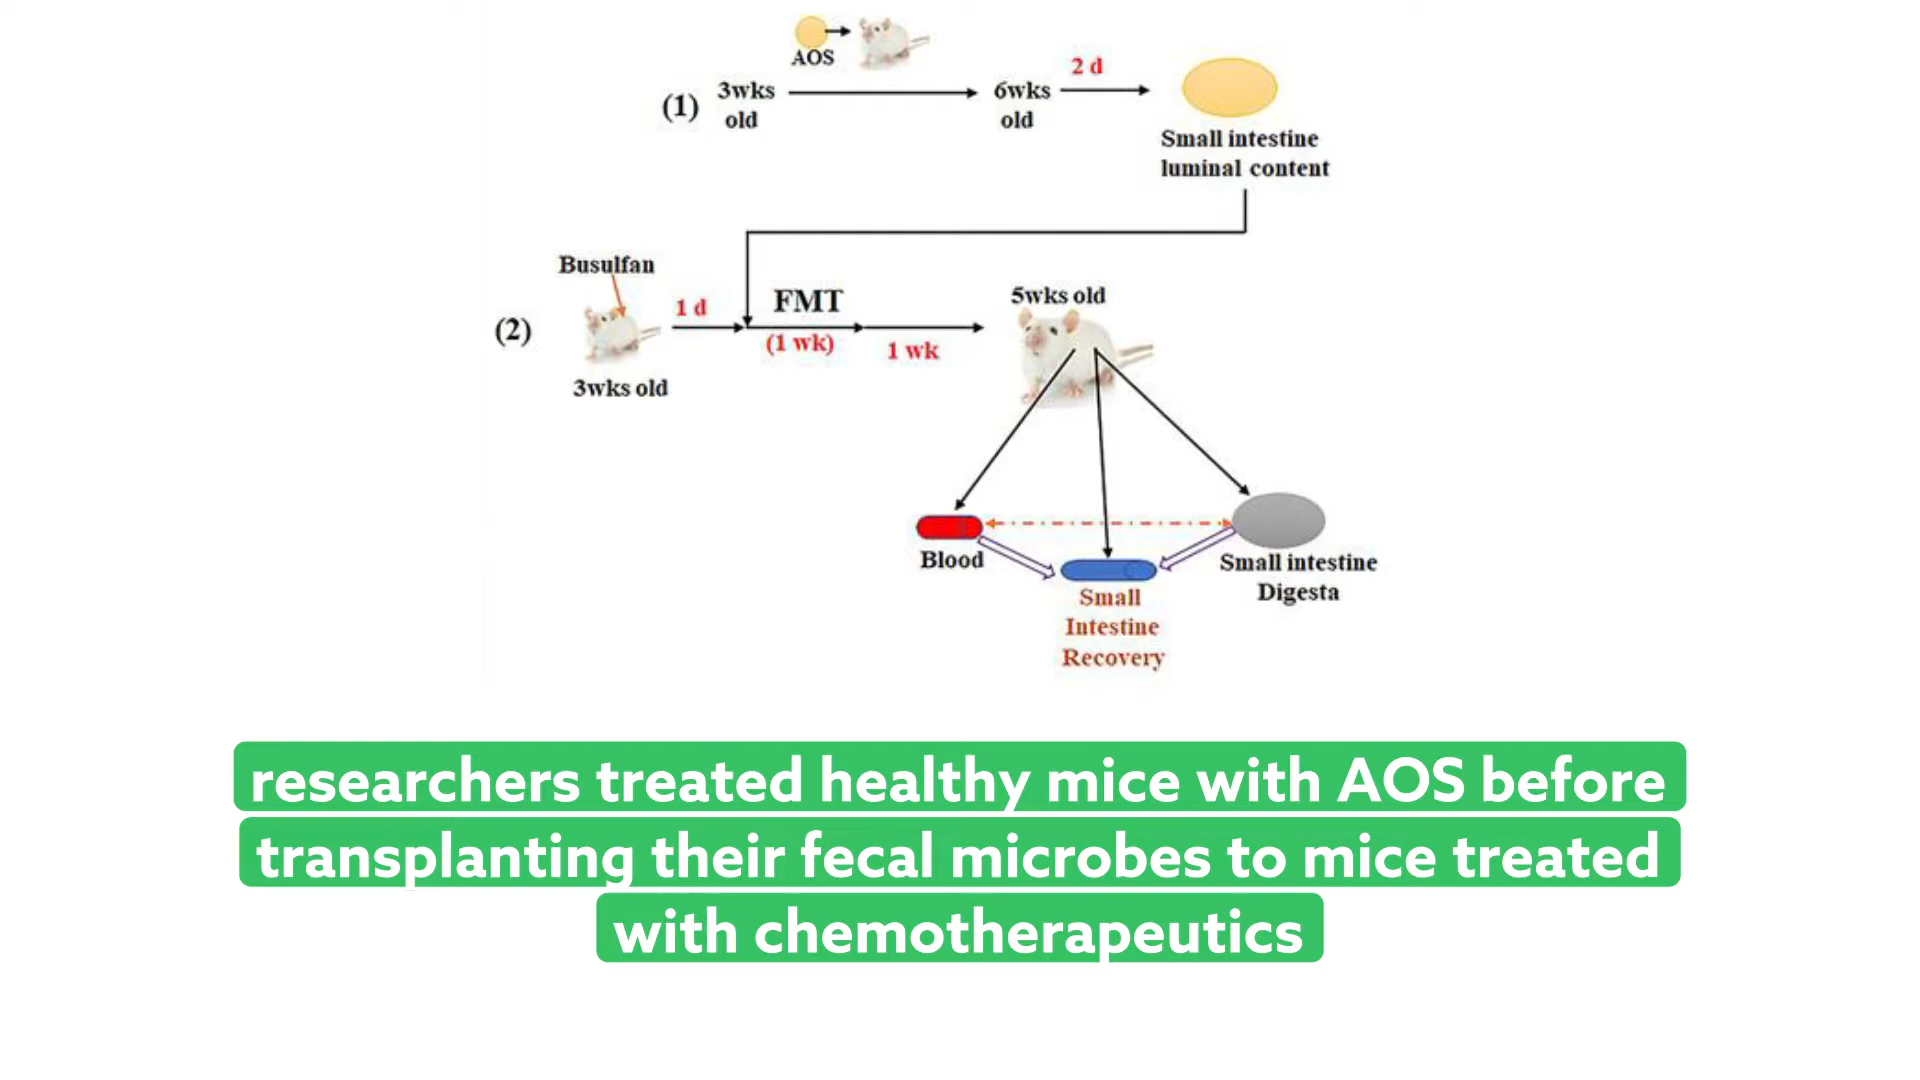 AOS
(1)
3wks
old
6wks
old
2 d
Small intestine
luminal content
Busulfan
(2)
3wks old
1 d
FMT
(1 wk)
1 wk
5wks old
Blood
Small
Intestine
Recovery
Small intestine
Digesta
researchers treated healthy mice with AOS before
transplanting their fecal microbes to mice treated
with chemotherapeutics